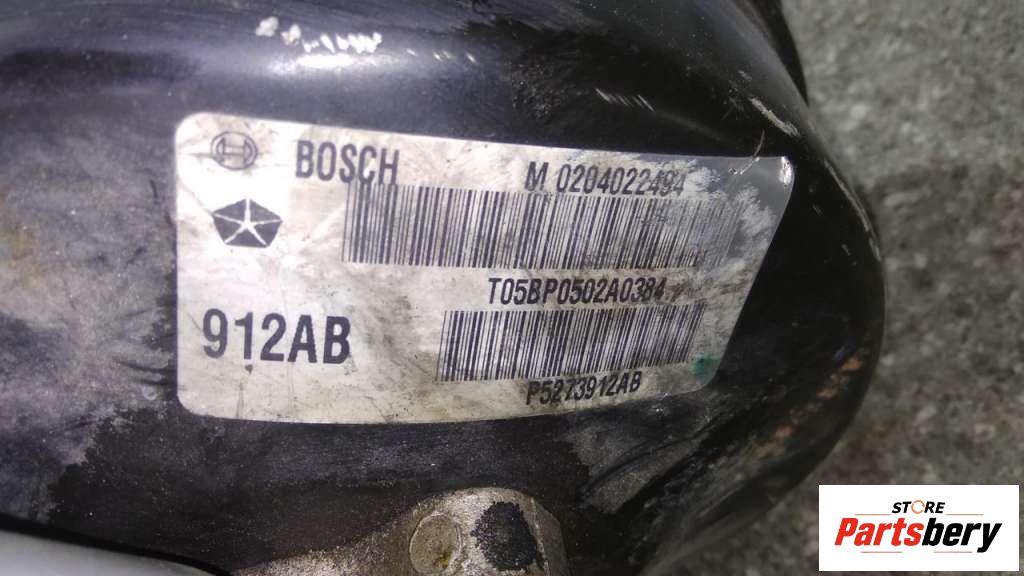 BOSCH M 0204022494
T05BP0502A0384
912AB
P5273912AB
STORE
Partsbery